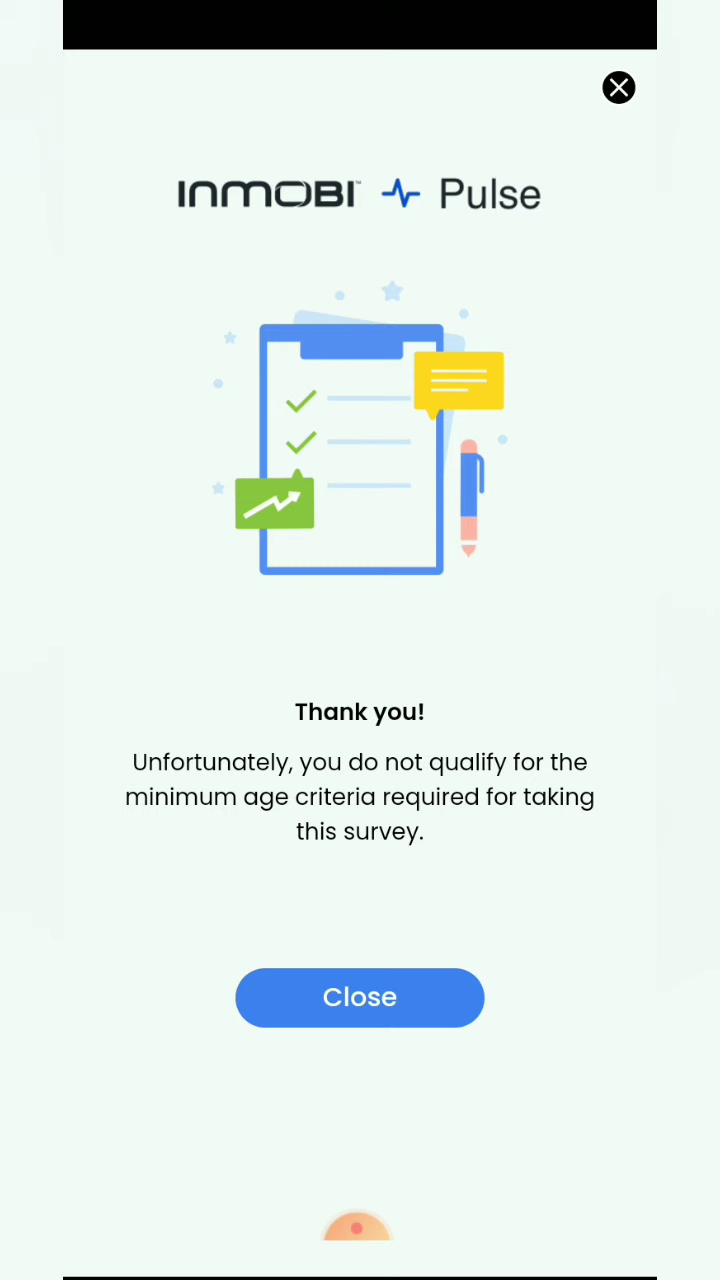 INMOBI™ Pulse
Thank you!
Unfortunately, you do not qualify for the
minimum age criteria required for taking
this survey.
Close